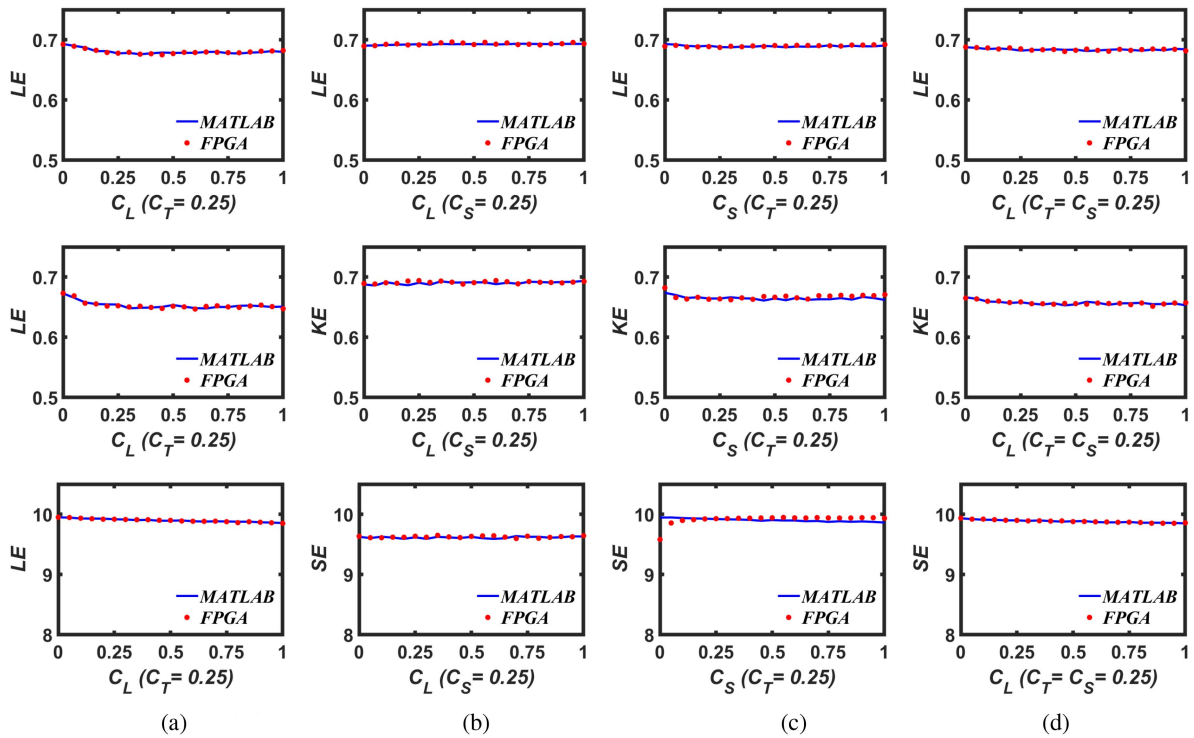 LE
0.7
0.6
0.5
MATLAB
FPGA
0 0.25 0.5 0.75 1
C_L (C_T= 0.25)
LE
0.7
0.6
0.5
MATLAB
FPGA
0 0.25 0.5 0.75 1
C_L (C_S= 0.25)
LE
0.7
0.6
0.5
MATLAB
FPGA
0 0.25 0.5 0.75 1
C_S (C_T= 0.25)
LE
0.7
0.6
0.5
MATLAB
FPGA
0 0.25 0.5 0.75 1
C_L (C_T= C_S= 0.25)
LE
0.7
0.6
0.5
MATLAB
FPGA
0 0.25 0.5 0.75 1
C_L (C_T= 0.25)
KE
0.7
0.6
0.5
MATLAB
FPGA
0 0.25 0.5 0.75 1
C_L (C_S= 0.25)
KE
0.7
0.6
0.5
MATLAB
FPGA
0 0.25 0.5 0.75 1
C_S (C_T= 0.25)
KE
0.7
0.6
0.5
MATLAB
FPGA
0 0.25 0.5 0.75 1
C_L (C_T= C_S= 0.25)
LE
10
9
8
MATLAB
FPGA
0 0.25 0.5 0.75 1
C_L (C_T= 0.25)
SE
10
9
8
MATLAB
FPGA
0 0.25 0.5 0.75 1
C_L (C_S= 0.25)
SE
10
9
8
MATLAB
FPGA
0 0.25 0.5 0.75 1
C_S (C_T= 0.25)
SE
10
9
8
MATLAB
FPGA
0 0.25 0.5 0.75 1
C_L (C_T= C_S= 0.25)
(a) (b) (c) (d)